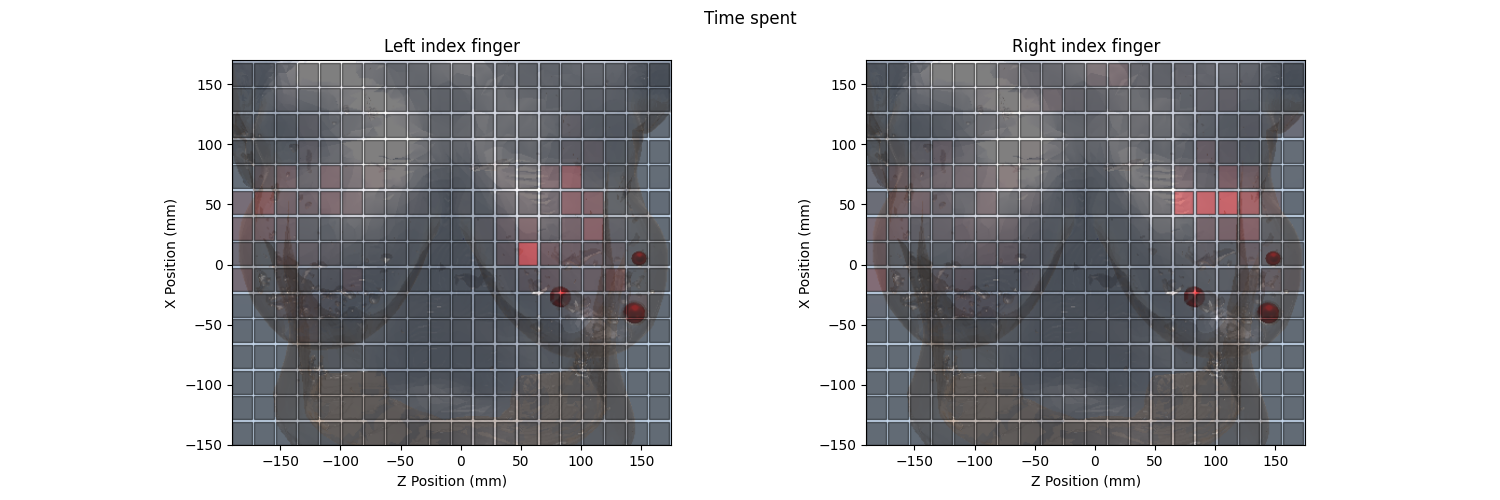 Time spent
Left index finger
150
100
50
0
−50
−100
−150
−150 −100 −50 0 50 100 150
X Position (mm)
Z Position (mm)
Right index finger
150
100
50
0
−50
−100
−150
−150 −100 −50 0 50 100 150
X Position (mm)
Z Position (mm)